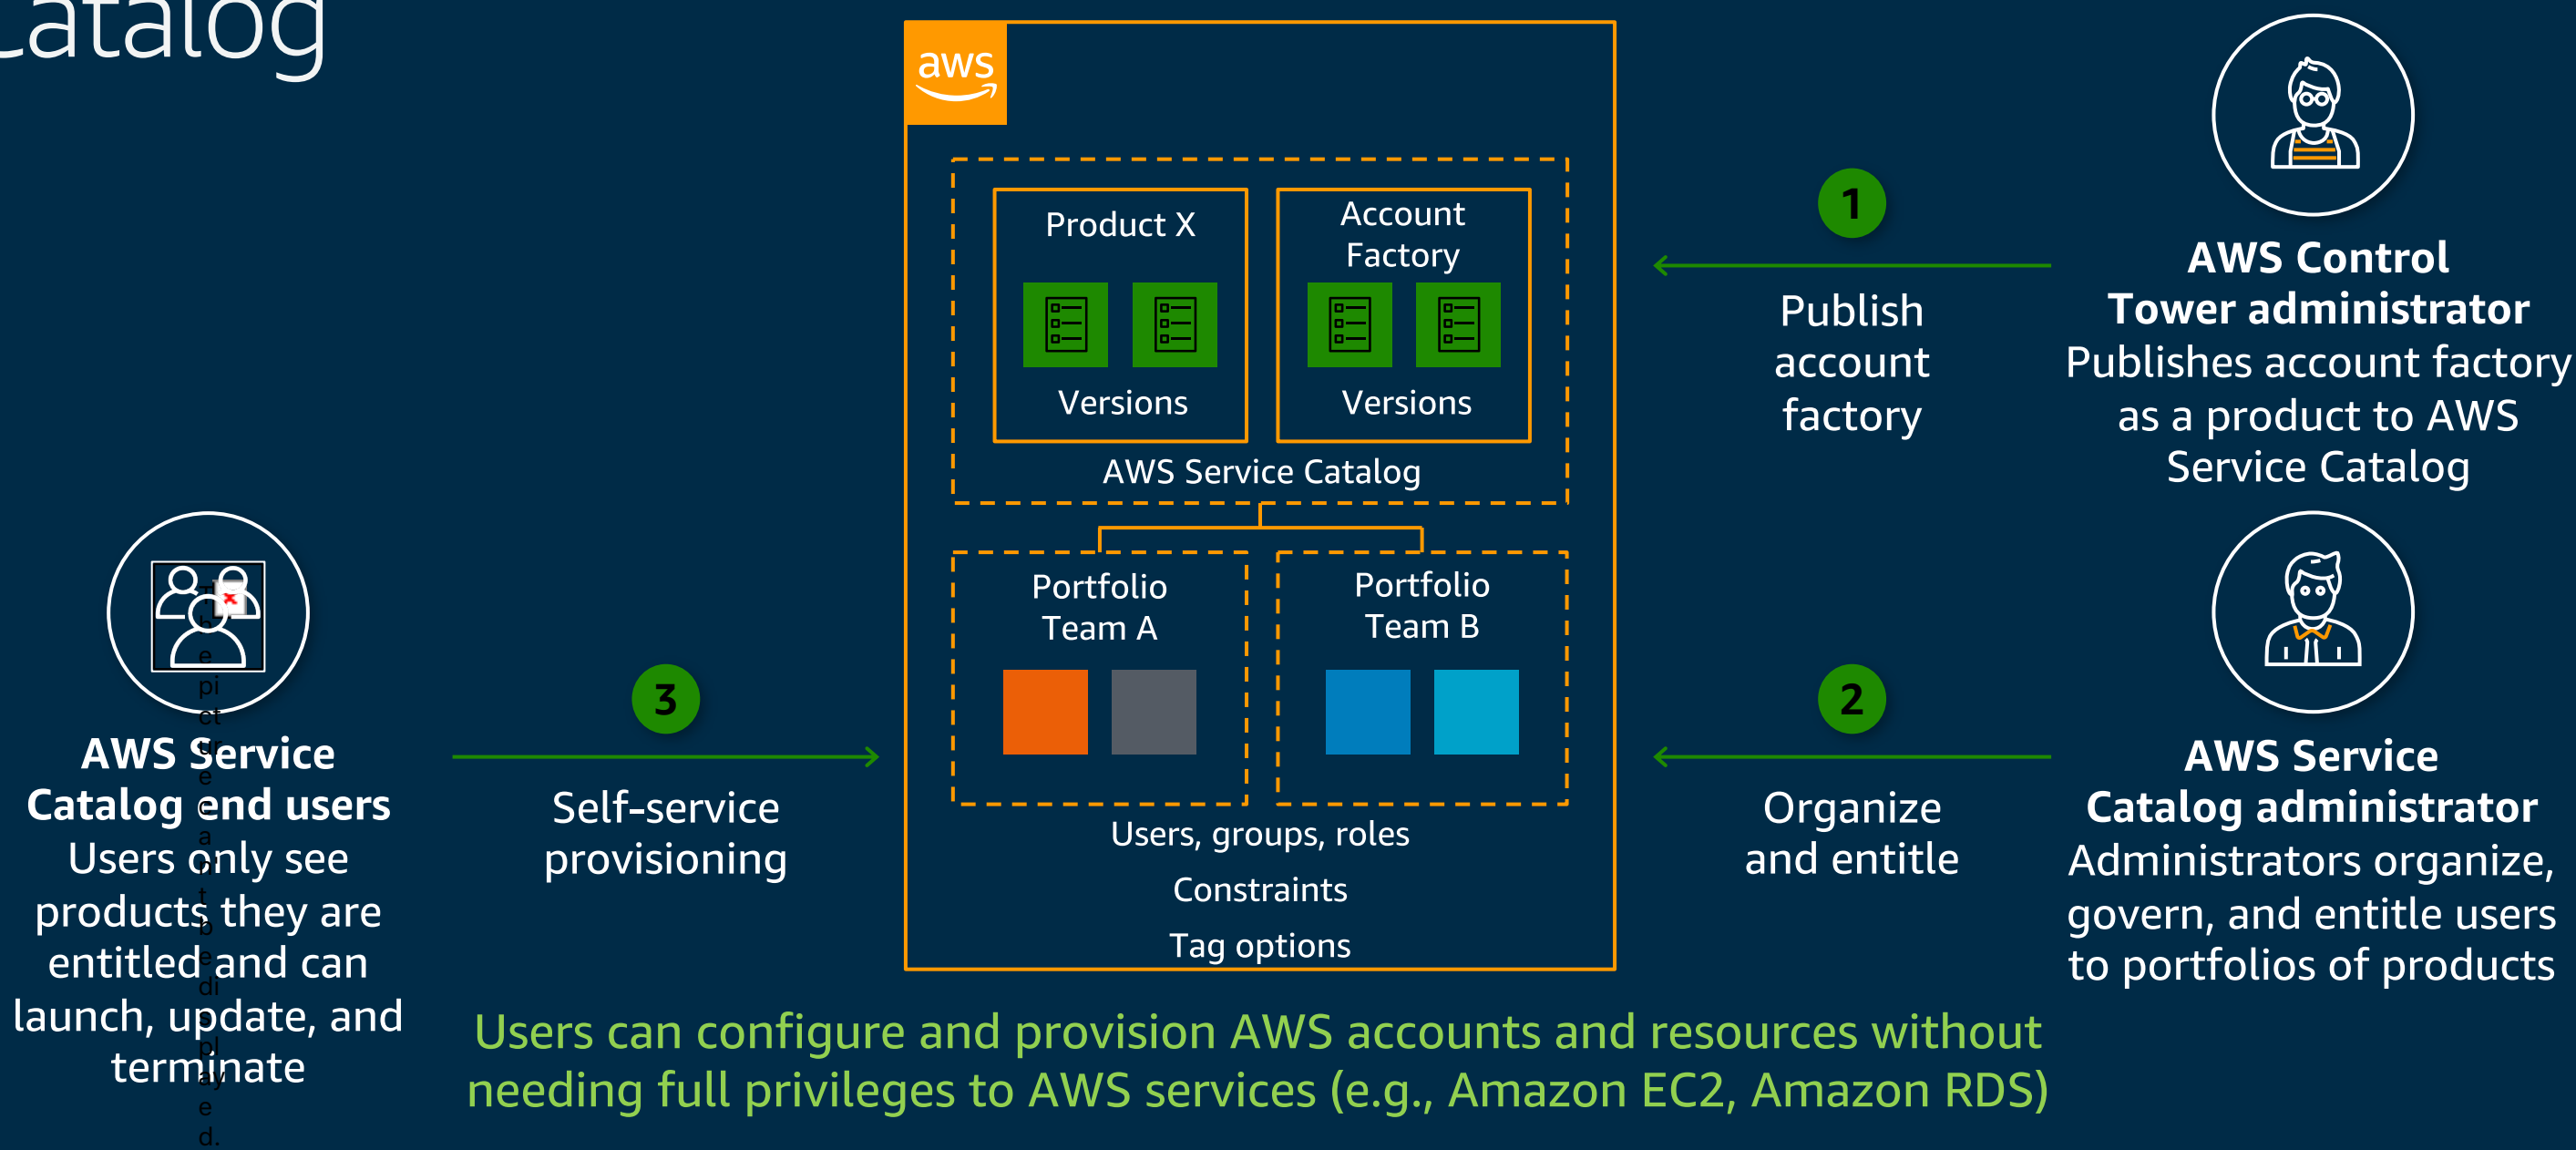 Catalog
aws
Product X
Versions
Account
Factory
Versions
AWS Service Catalog
Portfolio
Team A
Portfolio
Team B
Users, groups, roles
Constraints
Tag options
1
Publish
account
factory
AWS Control
Tower administrator
Publishes account factory
as a product to AWS
Service Catalog
2
Organize
and entitle
AWS Service
Catalog administrator
Administrators organize,
govern, and entitle users
to portfolios of products
3
Self-service
provisioning
AWS Service
Catalog end users
Users only see
products they are
entitled and can
launch, update, and
terminate
Users can configure and provision AWS accounts and resources without
needing full privileges to AWS services (e.g., Amazon EC2, Amazon RDS)